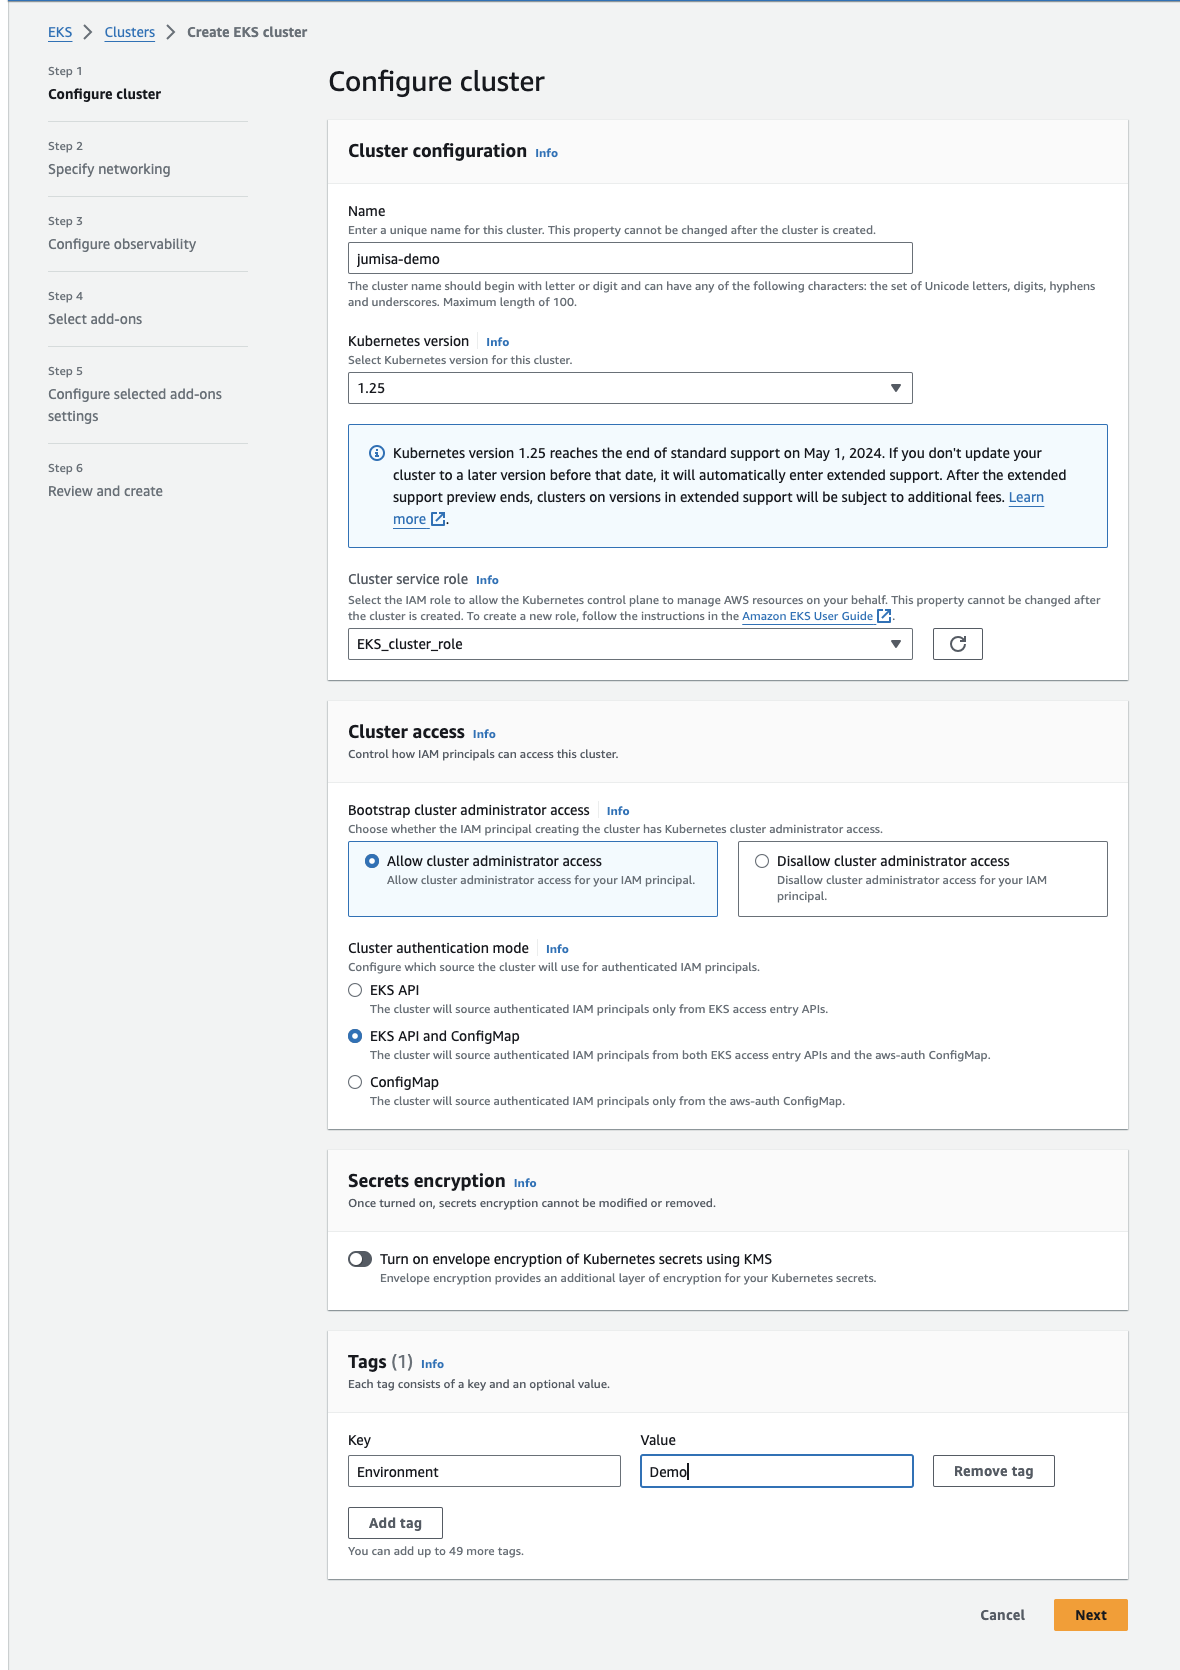 EKS > Clusters > Create EKS cluster
Step 1
Configure cluster
Step 2
Specify networking
Step 3
Configure observability
Step 4
Select add-ons
Step 5
Configure selected add-ons
settings
Step 6
Review and create
Configure cluster
Cluster configuration Info
Name
Enter a unique name for this cluster. This property cannot be changed after the cluster is created.
jumisa-demo
The cluster name should begin with letter or digit and can have any of the following characters: the set of Unicode letters, digits, hyphens
and underscores. Maximum length of 100.
Kubernetes version Info
Select Kubernetes version for this cluster.
1.25
Kubernetes version 1.25 reaches the end of standard support on May 1, 2024. If you don't update your
cluster to a later version before that date, it will automatically enter extended support. After the extended
support preview ends, clusters on versions in extended support will be subject to additional fees. Learn
more.
Cluster service role Info
Select the IAM role to allow the Kubernetes control plane to manage AWS resources on your behalf. This property cannot be changed after
the cluster is created. To create a new role, follow the instructions in the Amazon EKS User Guide.
EKS_cluster_role
Cluster access Info
Control how IAM principals can access this cluster.
Bootstrap cluster administrator access Info
Choose whether the IAM principal creating the cluster has Kubernetes cluster administrator access.
Allow cluster administrator access
Allow cluster administrator access for your IAM principal.
Disallow cluster administrator access
Disallow cluster administrator access for your IAM
principal.
Cluster authentication mode Info
Configure which source the cluster will use for authenticated IAM principals.
EKS API
The cluster will source authenticated IAM principals only from EKS access entry APIs.
EKS API and ConfigMap
The cluster will source authenticated IAM principals from both EKS access entry APIs and the aws-auth ConfigMap.
ConfigMap
The cluster will source authenticated IAM principals only from the aws-auth ConfigMap.
Secrets encryption Info
Once turned on, secrets encryption cannot be modified or removed.
Turn on envelope encryption of Kubernetes secrets using KMS
Envelope encryption provides an additional layer of encryption for your Kubernetes secrets.
Tags (1) Info
Each tag consists of a key and an optional value.
Key Value
Environment Demo Remove tag
Add tag
You can add up to 49 more tags.
Cancel Next